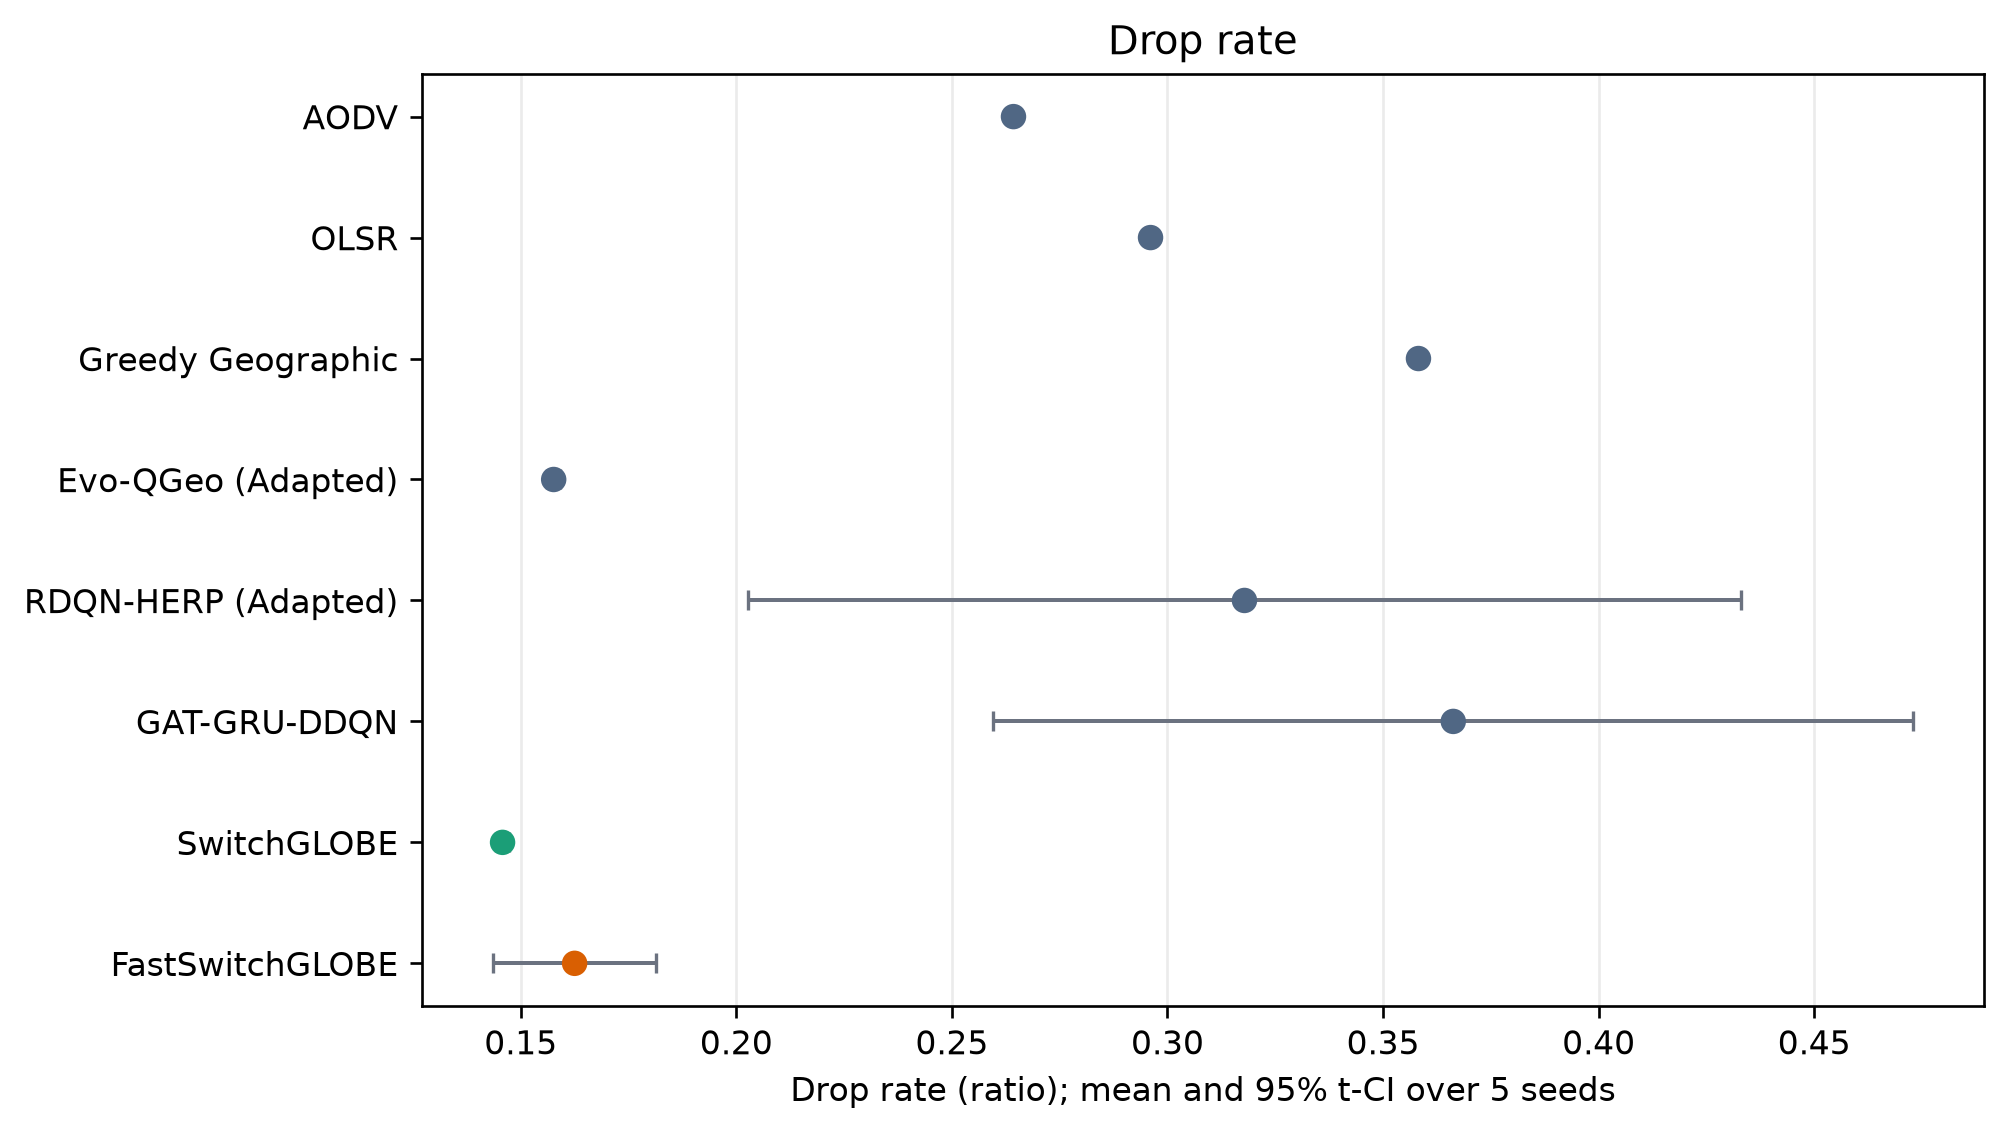 Drop rate
AODV
OLSR
Greedy Geographic
Evo-QGeo (Adapted)
RDQN-HERP (Adapted)
GAT-GRU-DDQN
SwitchGLOBE
FastSwitchGLOBE
0.15 0.20 0.25 0.30 0.35 0.40 0.45
Drop rate (ratio); mean and 95% t-CI over 5 seeds